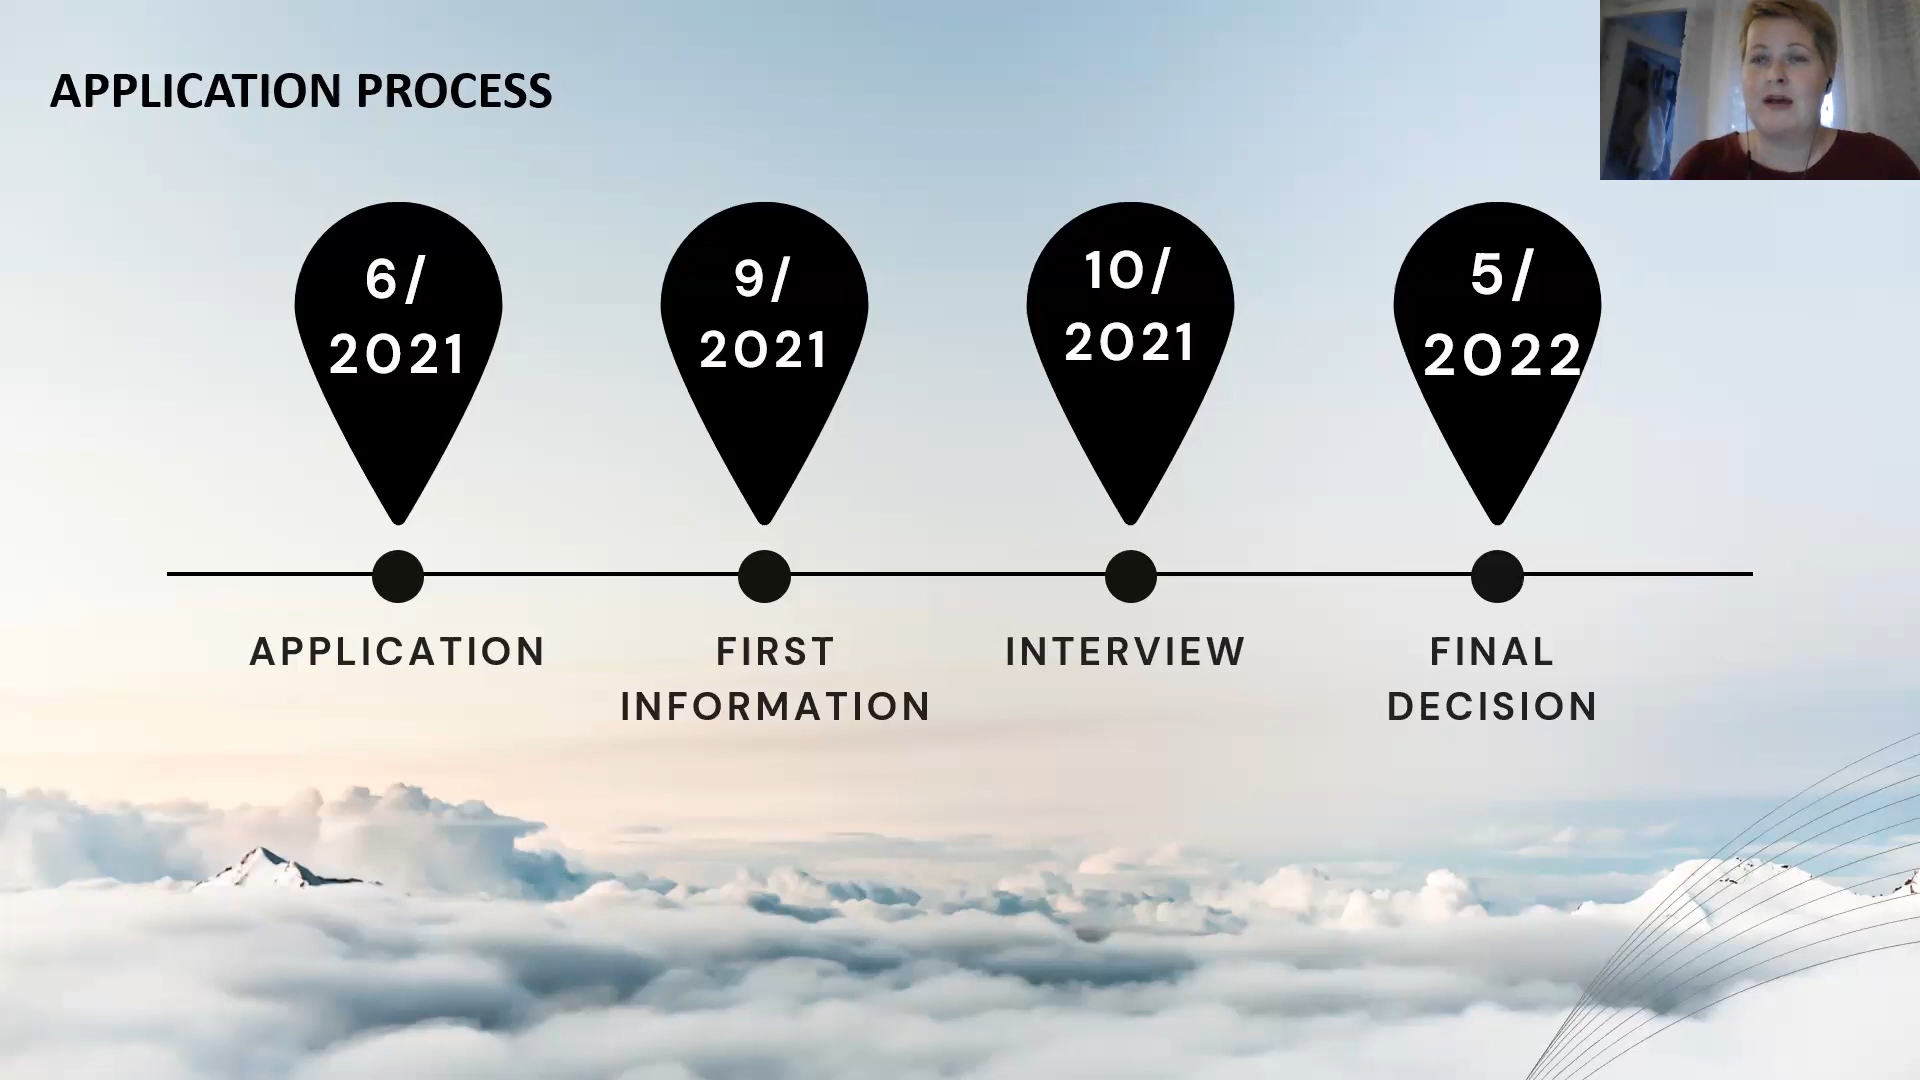 APPLICATION PROCESS
6/
2021
9/
2021
10/
2021
5/
2022
APPLICATION
FIRST
INFORMATION
INTERVIEW
FINAL
DECISION